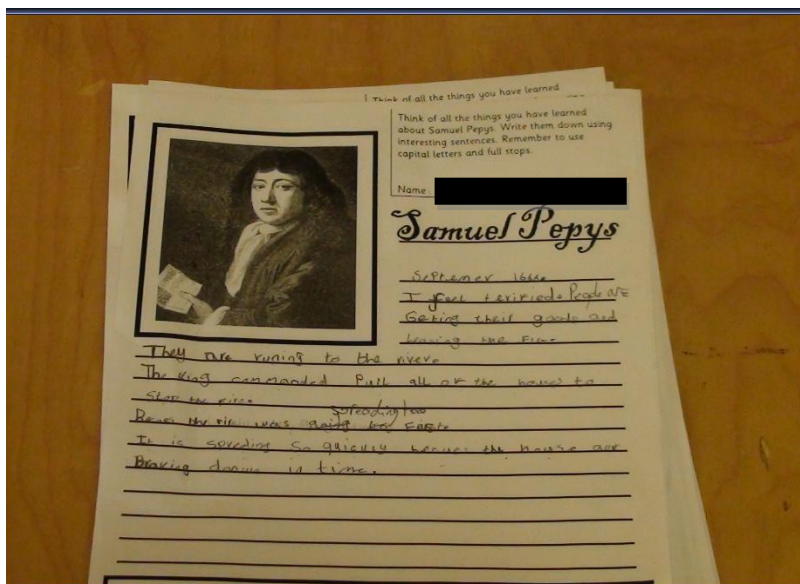 Think of all the things you have learned
Think of all the things you have learned
about Samuel Pepys. Write them down using
interesting sentences. Remember to use
capital letters and full stops.
Name:
Samuel Pepys
Septemer 1666
I feel terified. People are
Geting their goods and
leaving the Fire.
They are runing to the river.
The king commanded Pull all of the houses to
Stop the fire.
spreading too
the fire was going too Fast.
It is spreding so quickly the house are
Braking down in time.